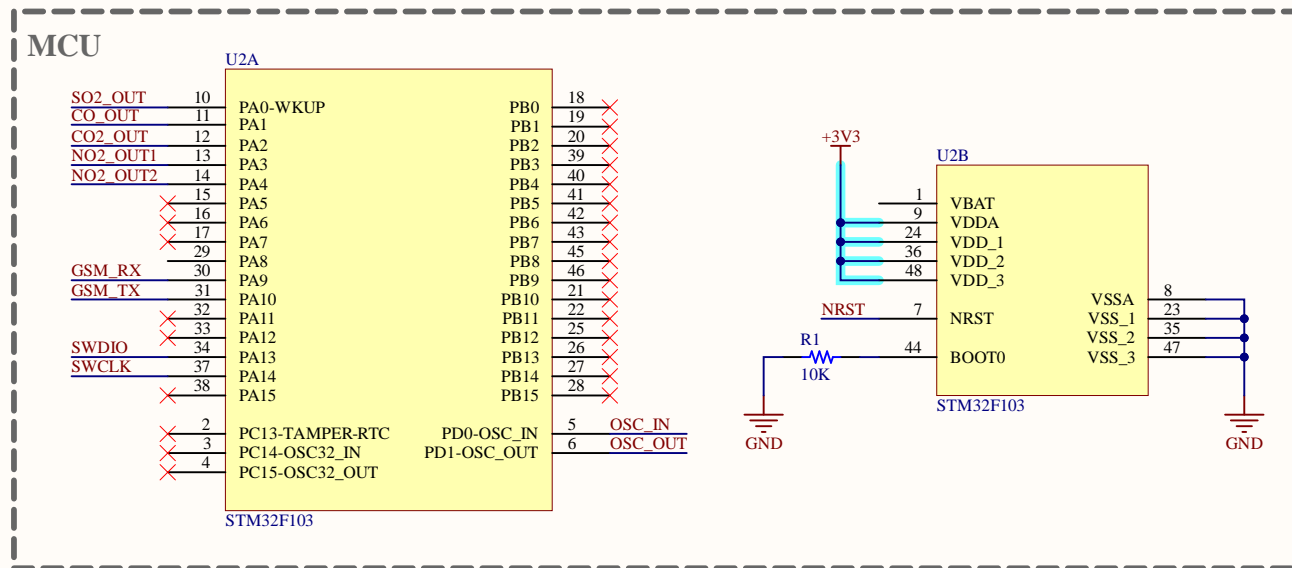 MCU
U2A
SO2_OUT 10 PA0-WKUP PB0 18
CO_OUT 11 PA1 PB1 19
CO2_OUT 12 PA2 PB2 20
NO2_OUT1 13 PA3 PB3 39
NO2_OUT2 14 PA4 PB4 40
15 PA5 PB5 41
16 PA6 PB6 42
17 PA7 PB7 43
29 PA8 PB8 45
GSM_RX 30 PA9 PB9 46
GSM_TX 31 PA10 PB10 21
32 PA11 PB11 22
33 PA12 PB12 25
SWDIO 34 PA13 PB13 26
SWCLK 37 PA14 PB14 27
38 PA15 PB15 28
2 PC13-TAMPER-RTC PD0-OSC_IN 5 OSC_IN
3 PC14-OSC32_IN PD1-OSC_OUT 6 OSC_OUT
4 PC15-OSC32_OUT
STM32F103
+3V3
U2B
1 VBAT
9 VDDA
24 VDD_1
36 VDD_2
48 VDD_3
VSSA 8
NRST 7 NRST VSS_1 23
VSS_2 35
R1 44 BOOT0 VSS_3 47
10K
STM32F103
GND
GND